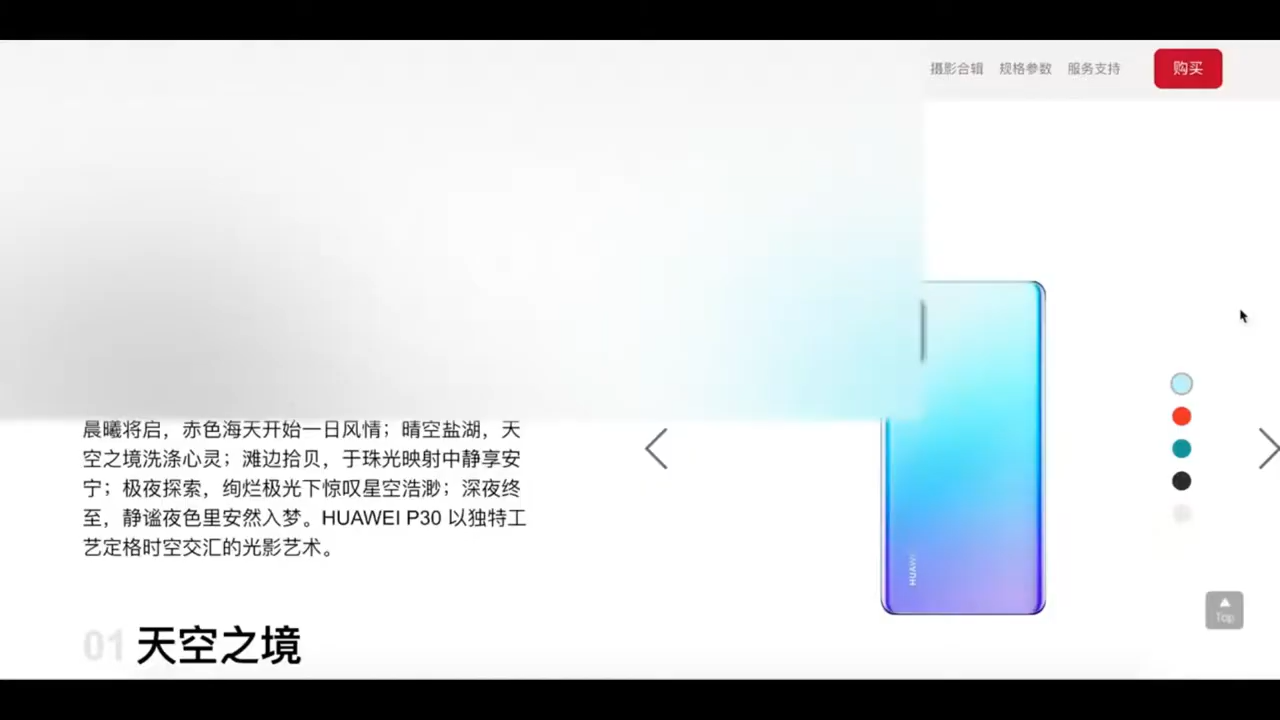 摄影合辑 规格参数 服务支持 购买
晨曦将启，赤色海天开始一日风情；晴空盐湖，天
空之境洗涤心灵；滩边拾贝，于珠光映射中静享安
宁；极夜探索，绚烂极光下惊叹星空浩渺；深夜终
至，静谧夜色里安然入梦。HUAWEI P30 以独特工
艺定格时空交汇的光影艺术。
HUAWEI
Top
01 天空之境